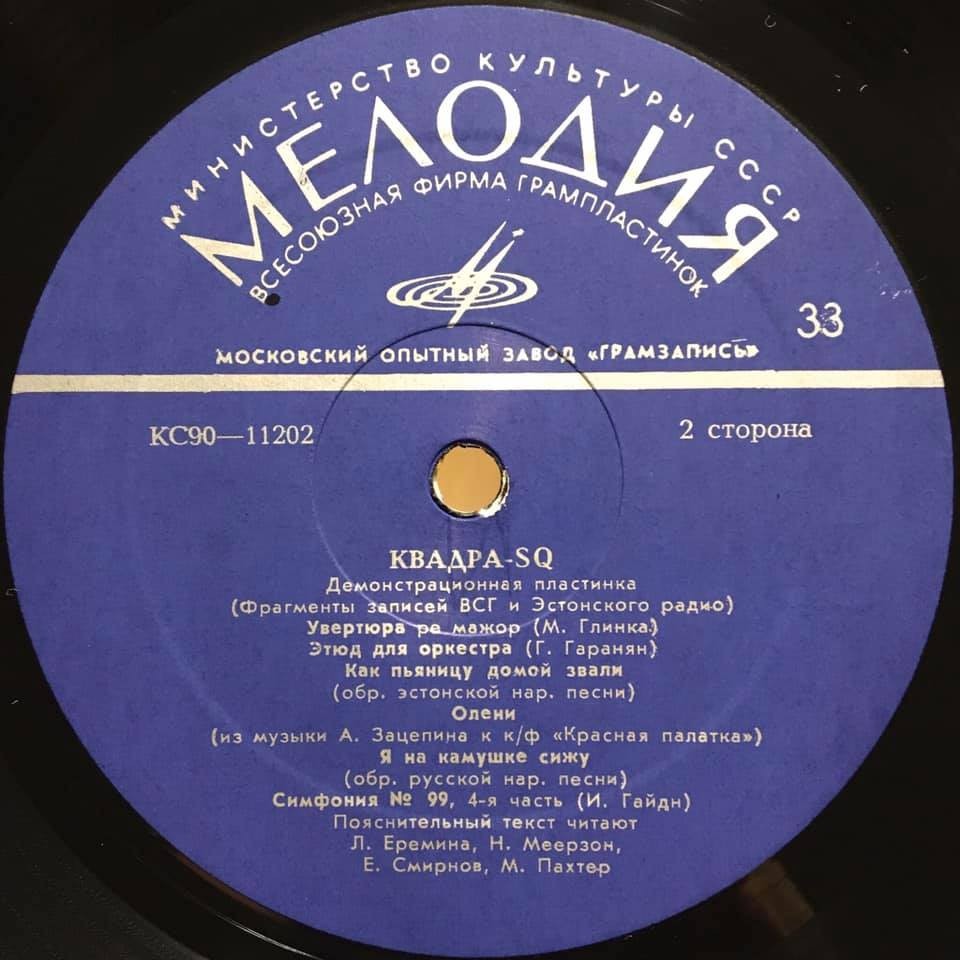 МИНИСТЕРСТВО КУЛЬТУРЫ СССР
МЕЛОДИЯ
ВСЕСОЮЗНАЯ ФИРМА ГРАМПЛАСТИНОК
33
МОСКОВСКИЙ ОПЫТНЫЙ ЗАВОД «ГРАМЗАПИСЬ»
КС90—11202
2 сторона
КВАДРА-SQ
Демонстрационная пластинка
(Фрагменты записей ВСГ и Эстонского радио)
Увертюра ре мажор (М. Глинка)
Этюд для оркестра (Г. Гаранян)
Как пьяницу домой звали
(обр. эстонской нар. песни)
Олени
(из музыки А. Зацепина к к/ф «Красная палатка»)
Я на камушке сижу
(обр. русской нар. песни)
Симфония № 99, 4-я часть (И. Гайдн)
Пояснительный текст читают
Л. Еремина, Н. Меерзон,
Е. Смирнов, М. Пахтер